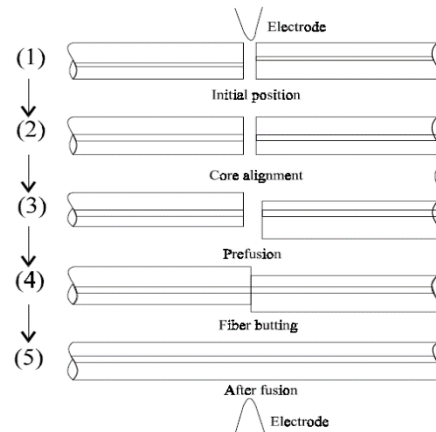 Electrode
(1)
Initial position
(2)
Core alignment
(3)
Prefusion
(4)
Fiber butting
(5)
After fusion
Electrode